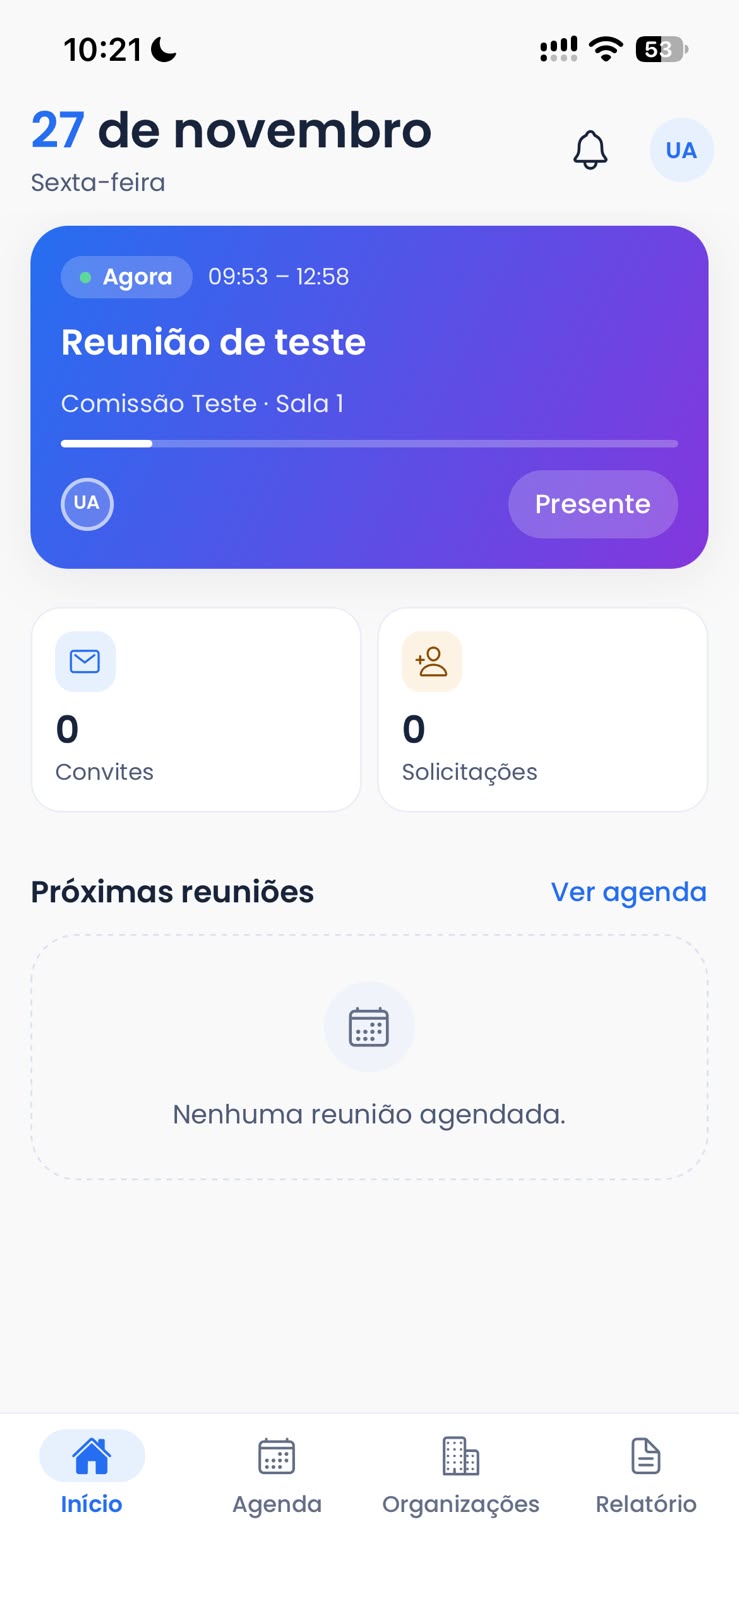 10:21
53
27 de novembro
Sexta-feira
UA
Agora
09:53 – 12:58
Reunião de teste
Comissão Teste · Sala 1
UA
Presente
0
Convites
0
Solicitações
Próximas reuniões
Ver agenda
Nenhuma reunião agendada.
Início
Agenda
Organizações
Relatório